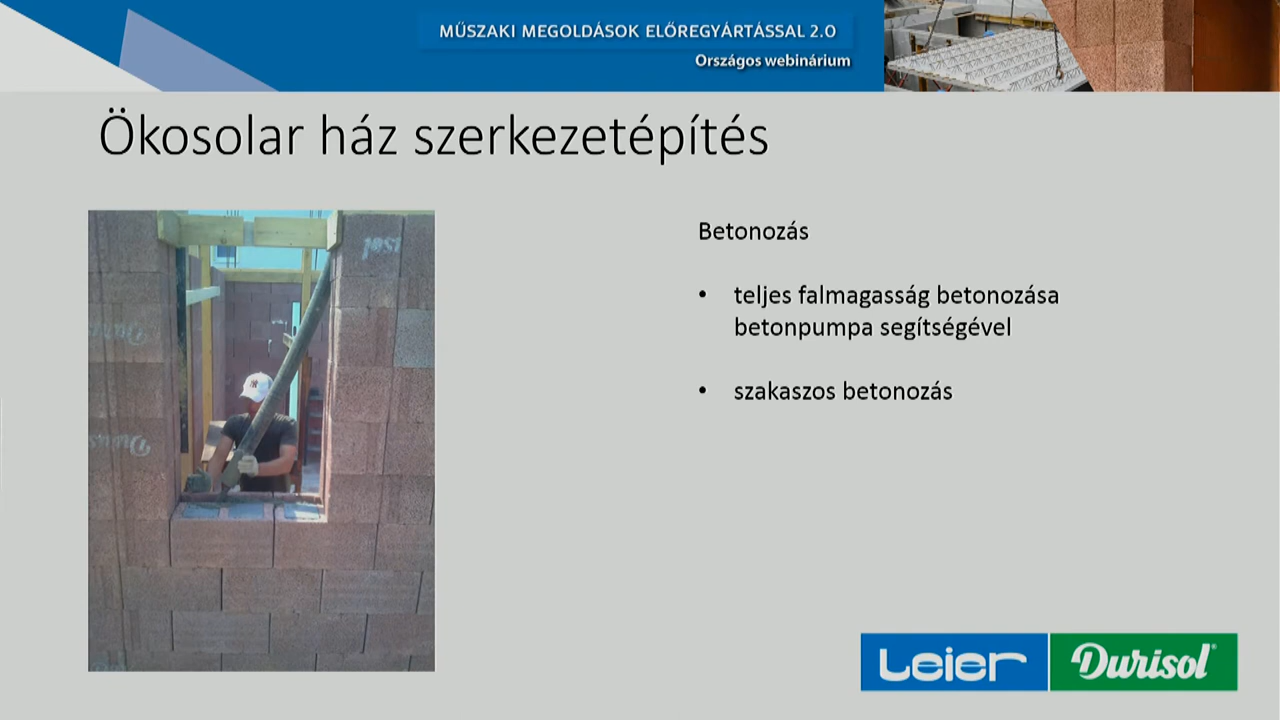 MŰSZAKI MEGOLDÁSOK ELŐREGYÁRTÁSSAL 2.0
Országos webinárium
Ökosolar ház szerkezetépítés
Betonozás
• teljes falmagasság betonozása
betonpumpa segítségével
• szakaszos betonozás
Leier
Durisol